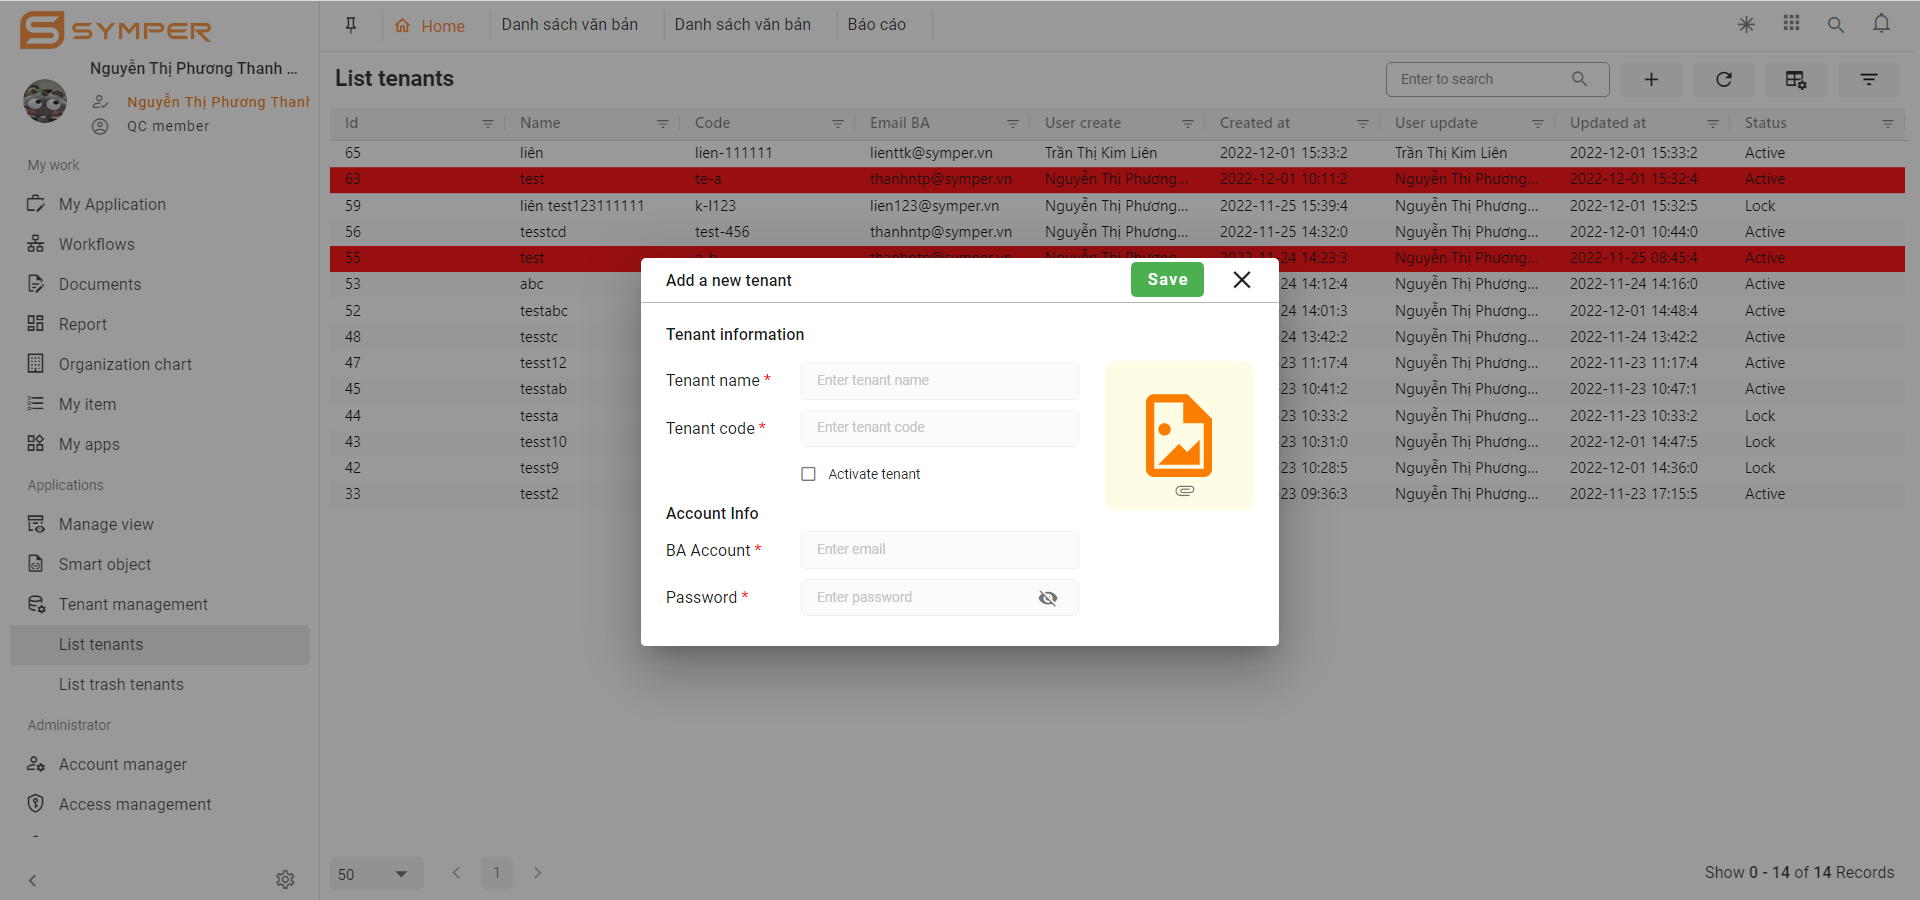 SYMPER
Nguyễn Thị Phương Thanh ...
Nguyễn Thị Phương Thanh
QC member
My work
My Application
Workflows
Documents
Report
Organization chart
My item
My apps
Applications
Manage view
Smart object
Tenant management
List tenants
List trash tenants
Administrator
Account manager
Access management
Home Danh sách văn bản Danh sách văn bản Báo cáo
List tenants
Enter to search
Id Name Code Email BA User create Created at User update Updated at Status
65 liên lien-111111 lienttk@symper.vn Trần Thị Kim Liên 2022-12-01 15:33:2 Trần Thị Kim Liên 2022-12-01 15:33:2 Active
63 test te-a thanhntp@symper.vn Nguyễn Thị Phương... 2022-12-01 10:11:2 Nguyễn Thị Phương... 2022-12-01 15:32:4 Active
59 liên test123111111 k-l123 lien123@symper.vn Nguyễn Thị Phương... 2022-11-25 15:39:4 Nguyễn Thị Phương... 2022-12-01 15:32:5 Lock
56 tesstcd test-456 thanhntp@symper.vn Nguyễn Thị Phương... 2022-11-25 14:32:0 Nguyễn Thị Phương... 2022-12-01 10:44:0 Active
55 test a-b thanhntp@symper.vn Nguyễn Thị Phương... 2022-11-24 14:23:3 Nguyễn Thị Phương... 2022-11-25 08:45:4 Active
53 abc 24 14:12:4 Nguyễn Thị Phương... 2022-11-24 14:16:0 Active
52 testabc 24 14:01:3 Nguyễn Thị Phương... 2022-12-01 14:48:4 Active
48 tesstc 24 13:42:2 Nguyễn Thị Phương... 2022-11-24 13:42:2 Active
47 tesst12 23 11:17:4 Nguyễn Thị Phương... 2022-11-23 11:17:4 Active
45 tesstab 23 10:41:2 Nguyễn Thị Phương... 2022-11-23 10:47:1 Active
44 tessta 23 10:33:2 Nguyễn Thị Phương... 2022-11-23 10:33:2 Lock
43 tesst10 23 10:31:0 Nguyễn Thị Phương... 2022-12-01 14:47:5 Lock
42 tesst9 23 10:28:5 Nguyễn Thị Phương... 2022-12-01 14:36:0 Lock
33 tesst2 23 09:36:3 Nguyễn Thị Phương... 2022-11-23 17:15:5 Active
Add a new tenant Save
Tenant information
Tenant name * Enter tenant name
Tenant code * Enter tenant code
Activate tenant
Account Info
BA Account * Enter email
Password * Enter password
50 1 Show 0 - 14 of 14 Records